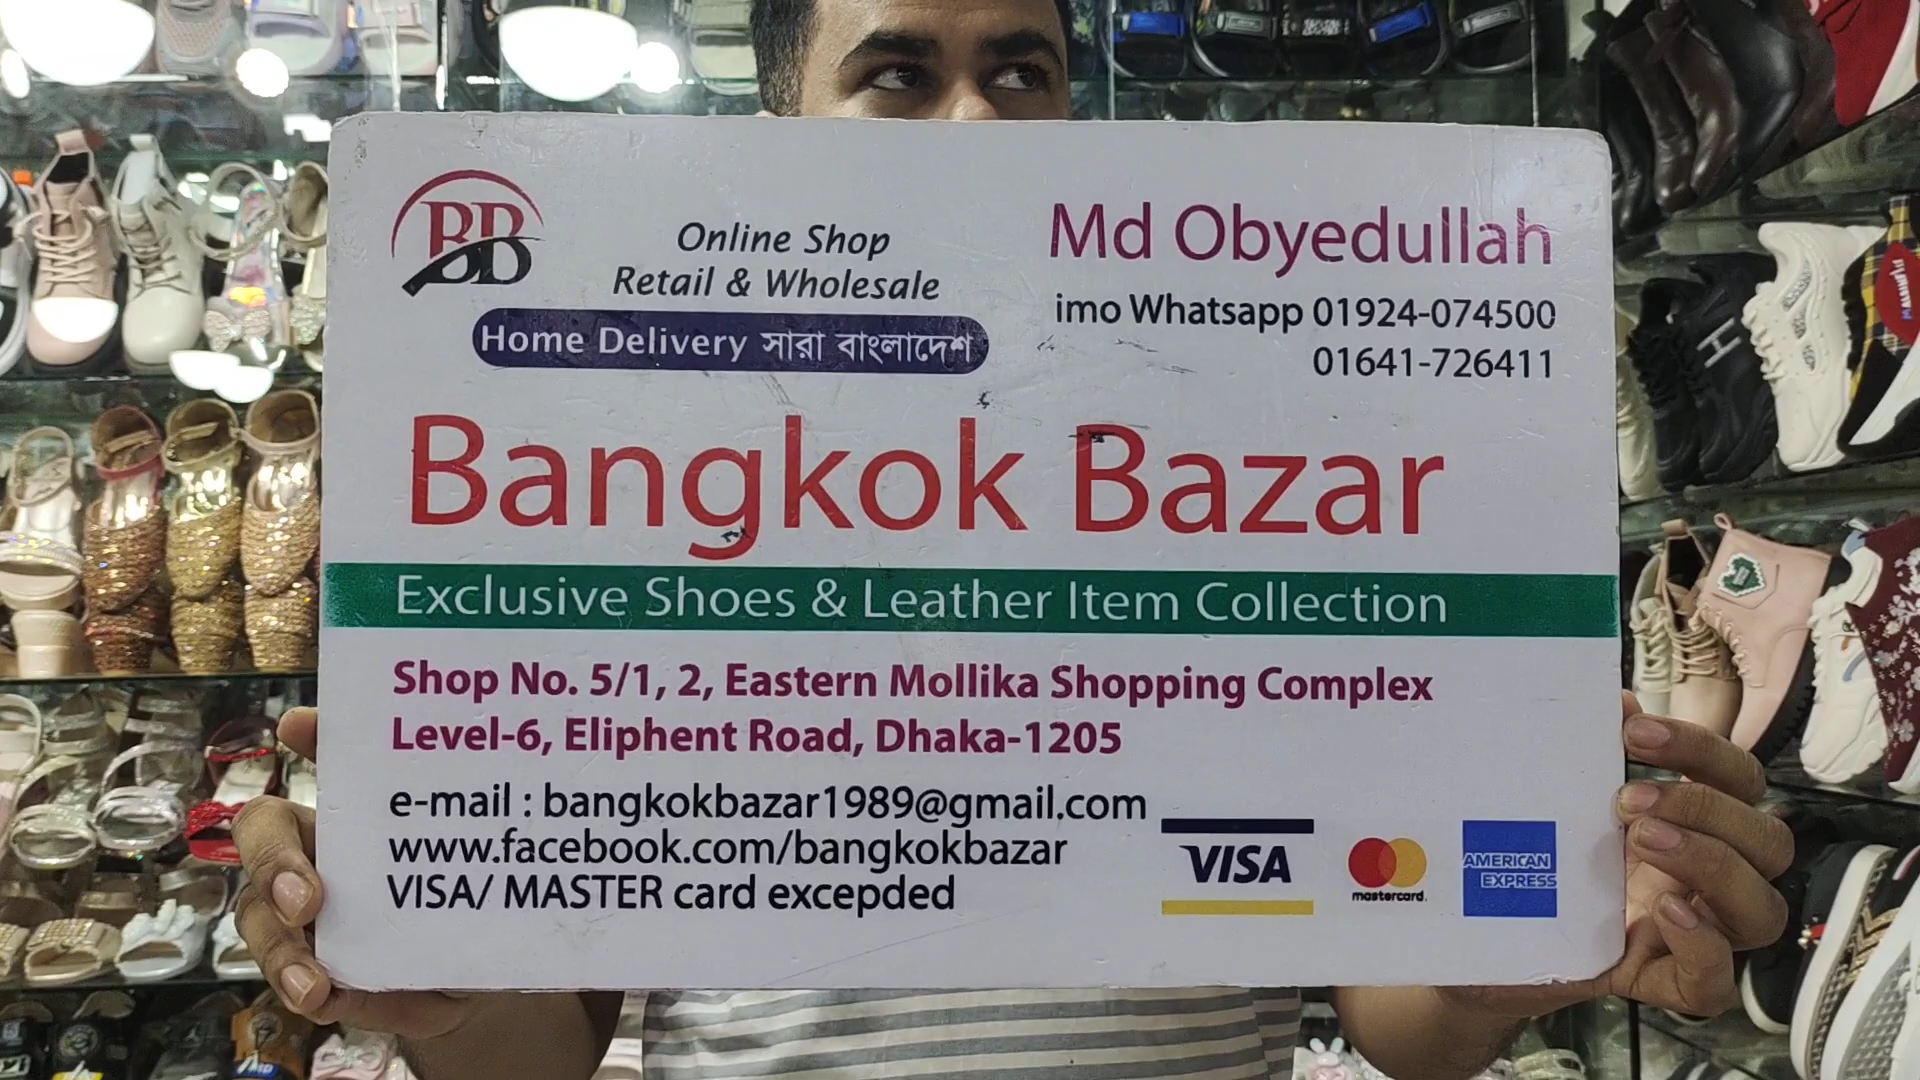 BB
Online Shop
Retail & Wholesale
Home Delivery সারা বাংলাদেশ
Md Obyedullah
imo Whatsapp 01924-074500
01641-726411
Bangkok Bazar
Exclusive Shoes & Leather Item Collection
Shop No. 5/1, 2, Eastern Mollika Shopping Complex
Level-6, Eliphent Road, Dhaka-1205
e-mail : bangkokbazar1989@gmail.com
www.facebook.com/bangkokbazar
VISA/ MASTER card excepded
VISA
mastercard.
AMERICAN
EXPRESS
H